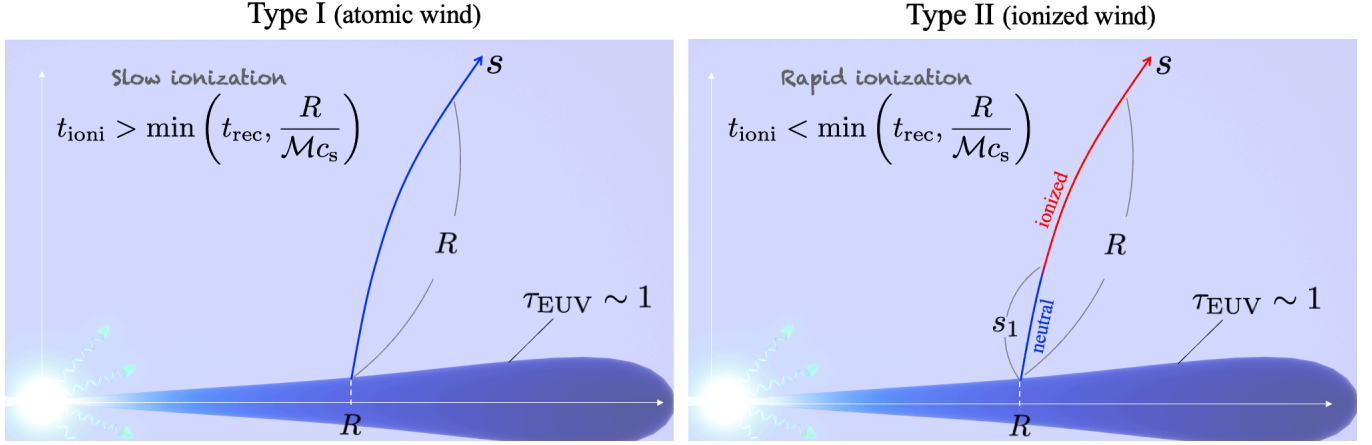 Type I (atomic wind)
Slow ionization
t_ioni > min ( t_rec, R / ℳc_s )
s
R
τ_EUV ∼ 1
R
Type II (ionized wind)
Rapid ionization
t_ioni < min ( t_rec, R / ℳc_s )
s
ionized
R
s_1
neutral
τ_EUV ∼ 1
R